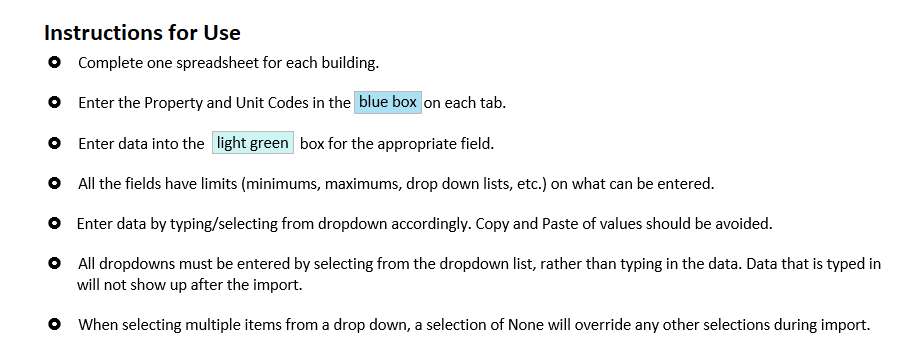 Instructions for Use
Complete one spreadsheet for each building.
Enter the Property and Unit Codes in the blue box on each tab.
Enter data into the light green box for the appropriate field.
All the fields have limits (minimums, maximums, drop down lists, etc.) on what can be entered.
Enter data by typing/selecting from dropdown accordingly. Copy and Paste of values should be avoided.
All dropdowns must be entered by selecting from the dropdown list, rather than typing in the data. Data that is typed in
will not show up after the import.
When selecting multiple items from a drop down, a selection of None will override any other selections during import.